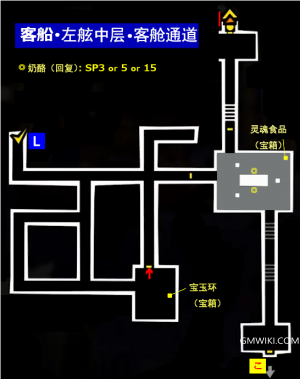 客船·左舷中层·客舱通道
奶酪（回复）: SP3 or 5 or 15
灵魂食品
（宝箱）
L
宝玉环
（宝箱）
GMWIKI.COM
こ